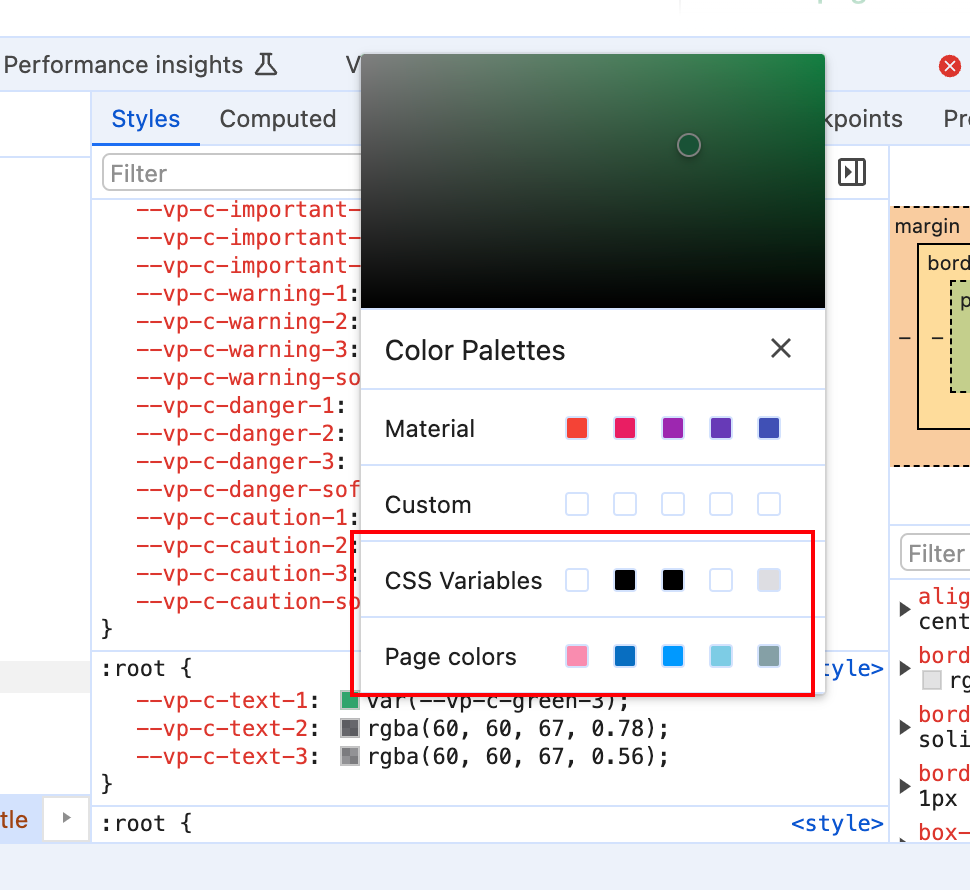 Performance insights
Styles
Computed
Filter
--vp-c-important-
--vp-c-important-
--vp-c-important-
--vp-c-warning-1:
--vp-c-warning-2:
--vp-c-warning-3:
--vp-c-warning-so
--vp-c-danger-1:
--vp-c-danger-2:
--vp-c-danger-3:
--vp-c-danger-sof
--vp-c-caution-1:
--vp-c-caution-2:
--vp-c-caution-3:
--vp-c-caution-so
}
:root {
--vp-c-text-1: var(--vp-c-green-3);
--vp-c-text-2: rgba(60, 60, 67, 0.78);
--vp-c-text-3: rgba(60, 60, 67, 0.56);
}
:root { <style>
tle
Color Palettes
Material
Custom
CSS Variables
Page colors
kpoints
Pro
tyle>
margin
bord
p
–
–
Filter
alig
cent
bord
rg
bord
soli
bord
1px
box-